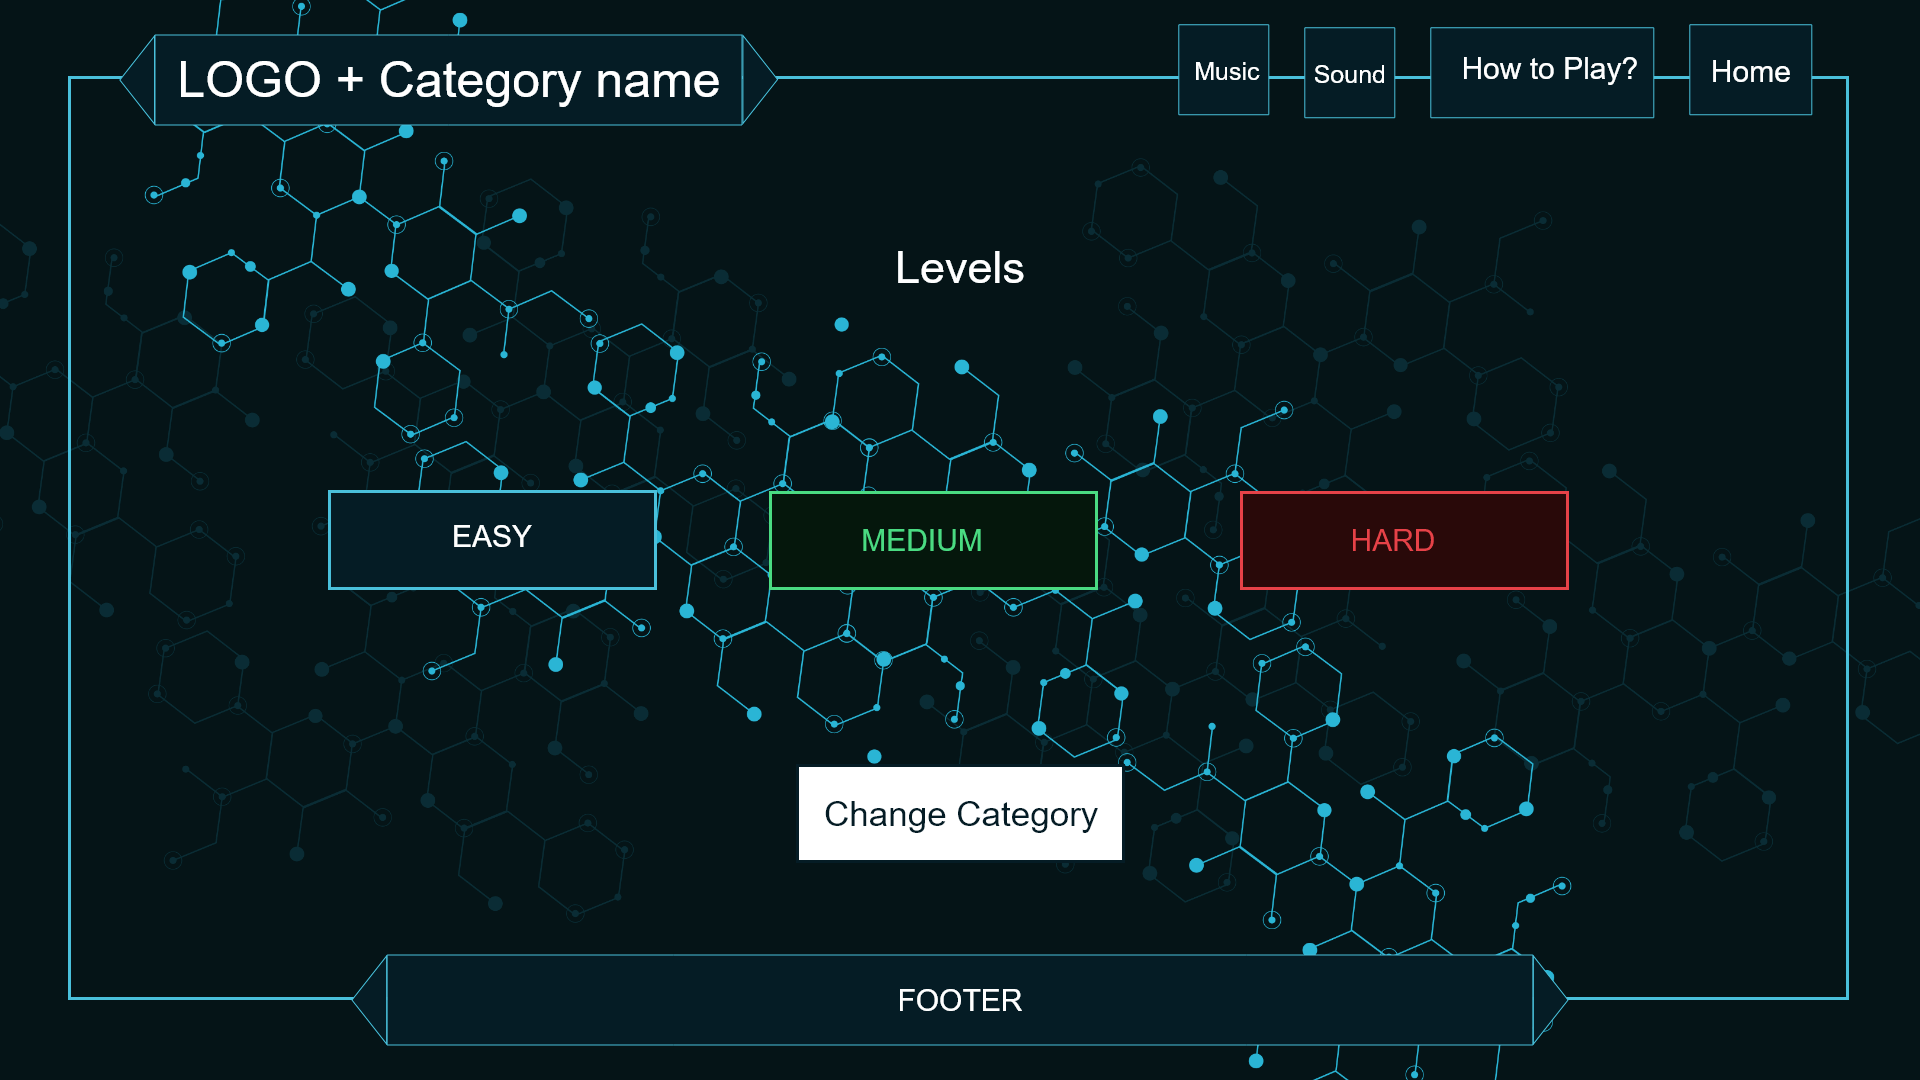 LOGO + Category name
Music
Sound
How to Play?
Home
Levels
EASY
MEDIUM
HARD
Change Category
FOOTER